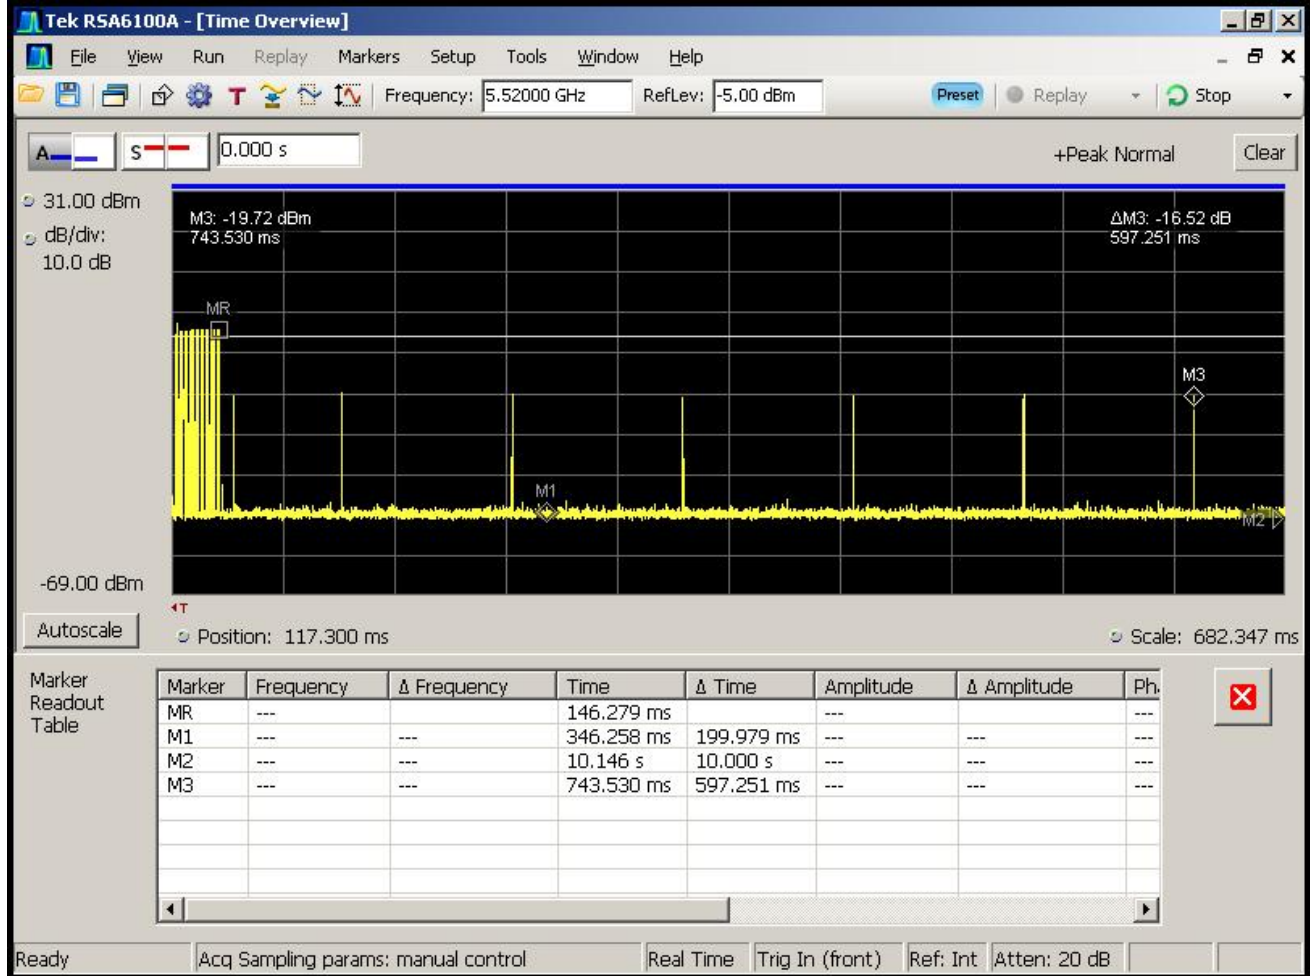 Tek RSA6100A - [Time Overview]
File View Run Replay Markers Setup Tools Window Help
T Frequency: 5.52000 GHz RefLev: -5.00 dBm Preset Replay Stop
A S 0.000 s +Peak Normal Clear
31.00 dBm
dB/div:
10.0 dB
M3: -19.72 dBm
743.530 ms
ΔM3: -16.52 dB
597.251 ms
MR
M3
M1
M2
-69.00 dBm
T
Autoscale Position: 117.300 ms Scale: 682.347 ms
Marker
Readout
Table
Marker Frequency Δ Frequency Time Δ Time Amplitude Δ Amplitude Ph
MR --- 146.279 ms --- ---
M1 --- --- 346.258 ms 199.979 ms --- --- ---
M2 --- --- 10.146 s 10.000 s --- --- ---
M3 --- --- 743.530 ms 597.251 ms --- --- ---
Ready Acq Sampling params: manual control Real Time Trig In (front) Ref: Int Atten: 20 dB